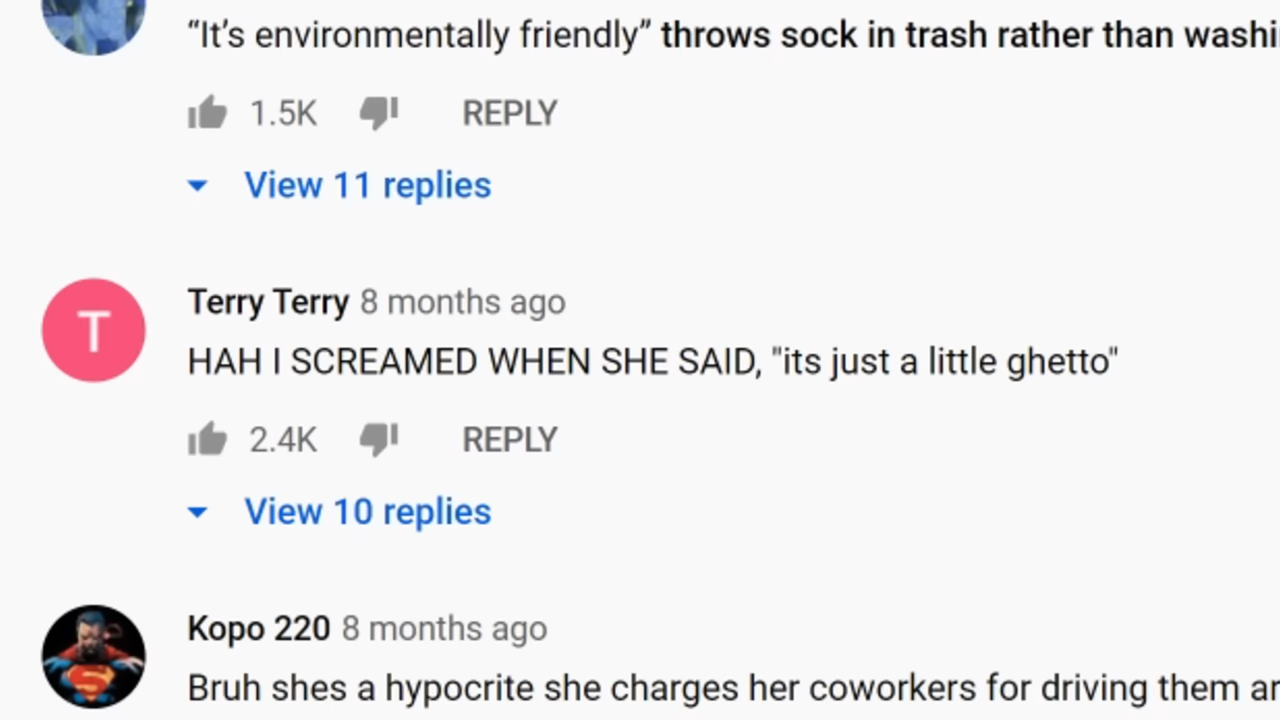 “It’s environmentally friendly” throws sock in trash rather than
1.5K REPLY
View 11 replies
T
Terry Terry 8 months ago
HAH I SCREAMED WHEN SHE SAID, "its just a little ghetto"
2.4K REPLY
View 10 replies
Kopo 220 8 months ago
Bruh shes a hypocrite she charges her coworkers for driving them